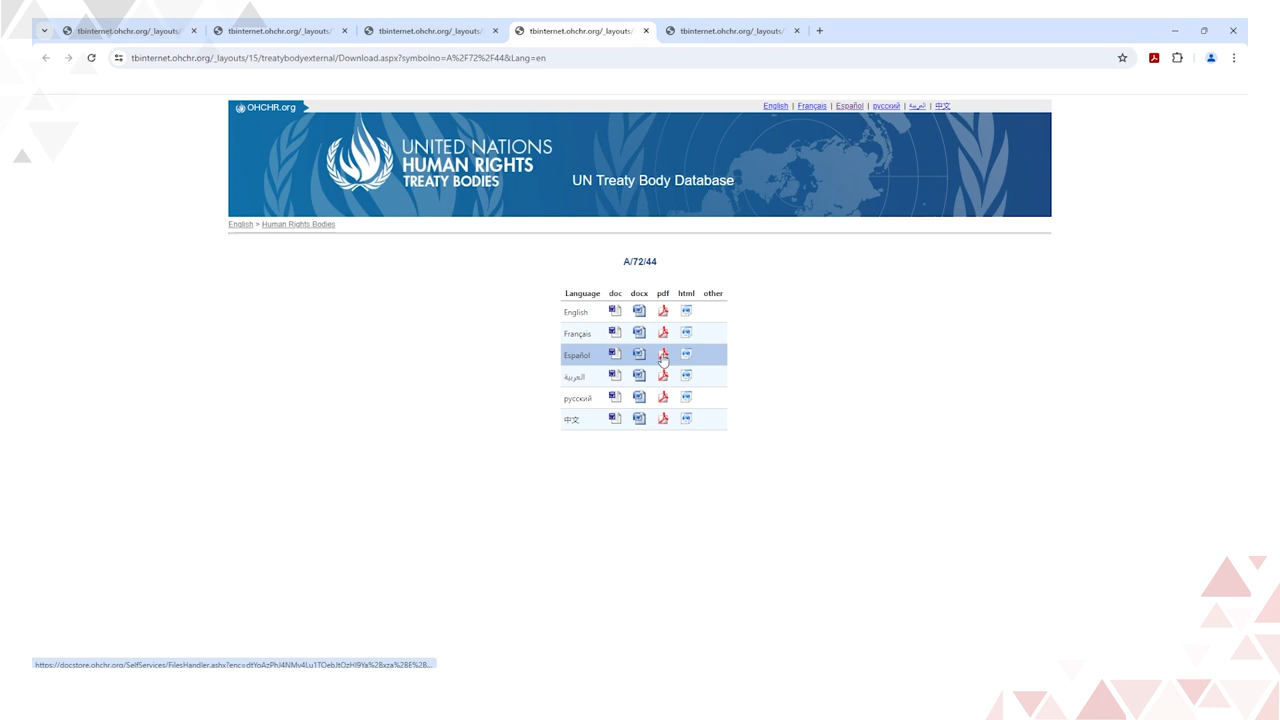 tbinternet.ohchr.org/_layouts/
tbinternet.ohchr.org/_layouts/
tbinternet.ohchr.org/_layouts/
tbinternet.ohchr.org/_layouts/
tbinternet.ohchr.org/_layouts/
tbinternet.ohchr.org/_layouts/15/treatybodyexternal/Download.aspx?symbolno=A%2F72%2F44&Lang=en
OHCHR.org
English | Français | Español | русский | العربية | 中文
UNITED NATIONS
HUMAN RIGHTS
TREATY BODIES
UN Treaty Body Database
English > Human Rights Bodies
A/72/44
Language doc docx pdf html other
English
Français
Español
العربية
русский
中文